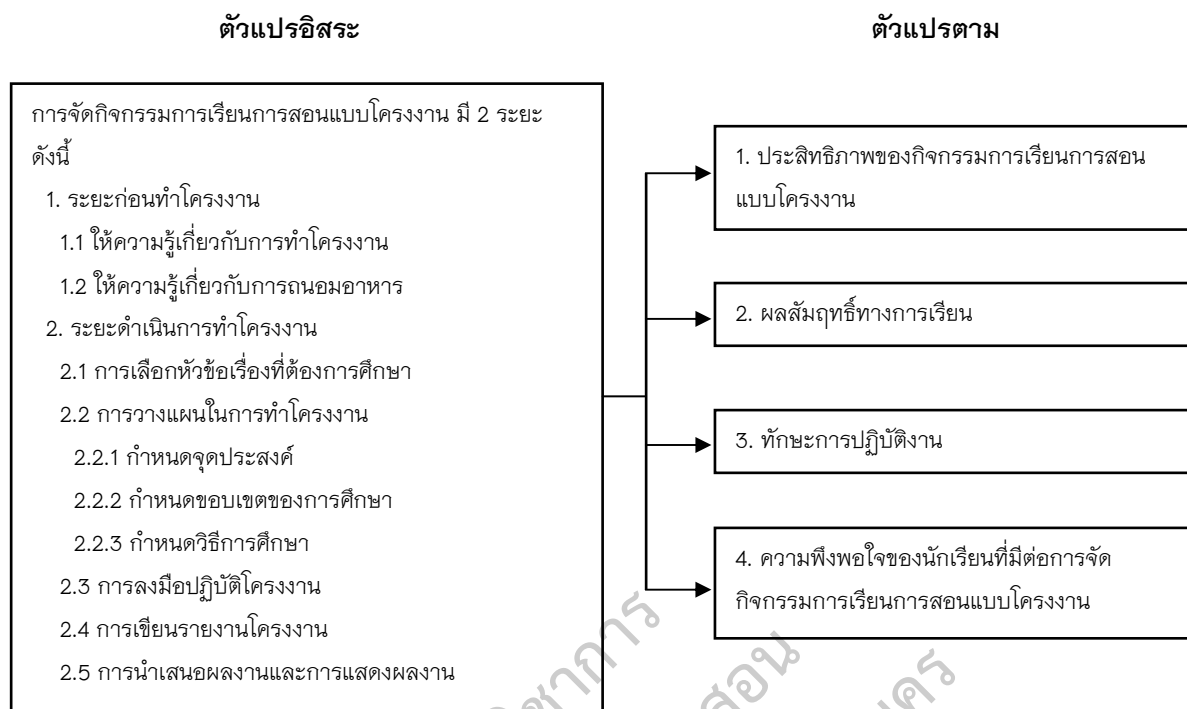 ตัวแปรอิสระ
ตัวแปรตาม
การจัดกิจกรรมการเรียนการสอนแบบโครงงาน มี 2 ระยะ
ดังนี้
1. ระยะก่อนทำโครงงาน
1.1 ให้ความรู้เกี่ยวกับการทำโครงงาน
1.2 ให้ความรู้เกี่ยวกับการถนอมอาหาร
2. ระยะดำเนินการทำโครงงาน
2.1 การเลือกหัวข้อเรื่องที่ต้องการศึกษา
2.2 การวางแผนในการทำโครงงาน
2.2.1 กำหนดจุดประสงค์
2.2.2 กำหนดขอบเขตของการศึกษา
2.2.3 กำหนดวิธีการศึกษา
2.3 การลงมือปฏิบัติโครงงาน
2.4 การเขียนรายงานโครงงาน
2.5 การนำเสนอผลงานและการแสดงผลงาน
1. ประสิทธิภาพของกิจกรรมการเรียนการสอน
แบบโครงงาน
2. ผลสัมฤทธิ์ทางการเรียน
3. ทักษะการปฏิบัติงาน
4. ความพึงพอใจของนักเรียนที่มีต่อการจัด
กิจกรรมการเรียนการสอนแบบโครงงาน